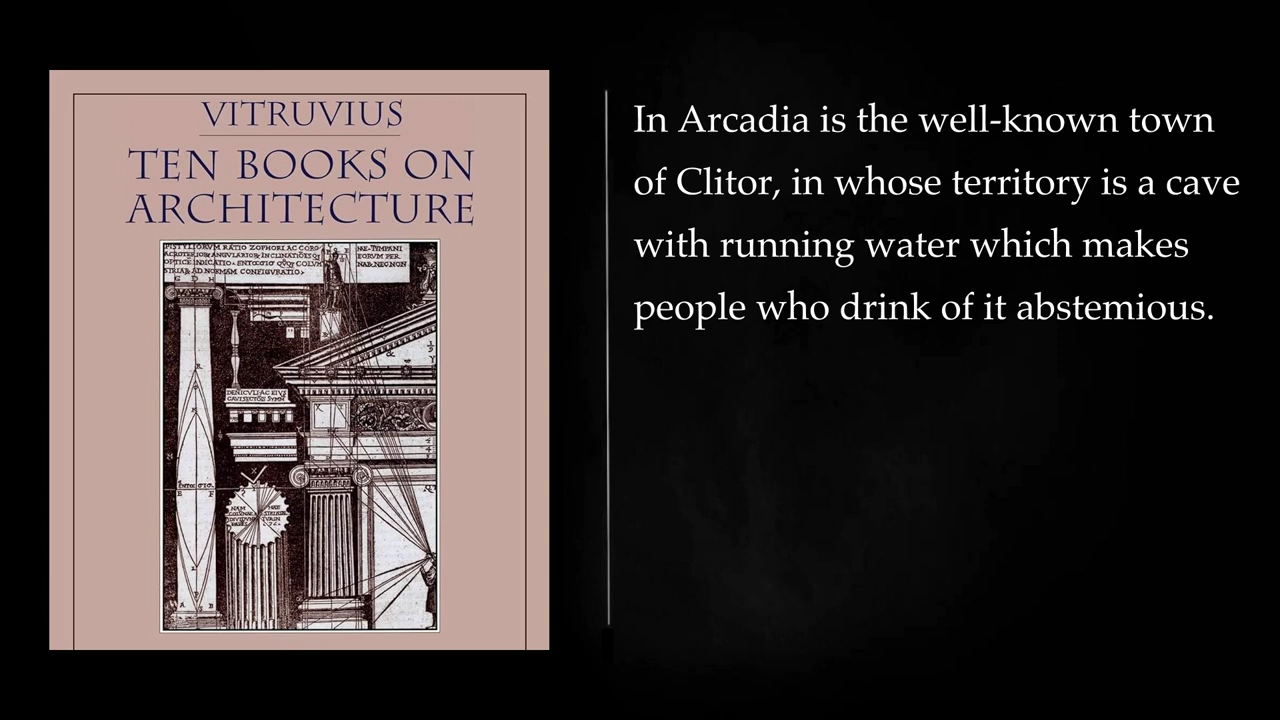 VITRUVIUS
TEN BOOKS ON
ARCHITECTURE
In Arcadia is the well-known town
of Clitor, in whose territory is a cave
with running water which makes
people who drink of it abstemious.